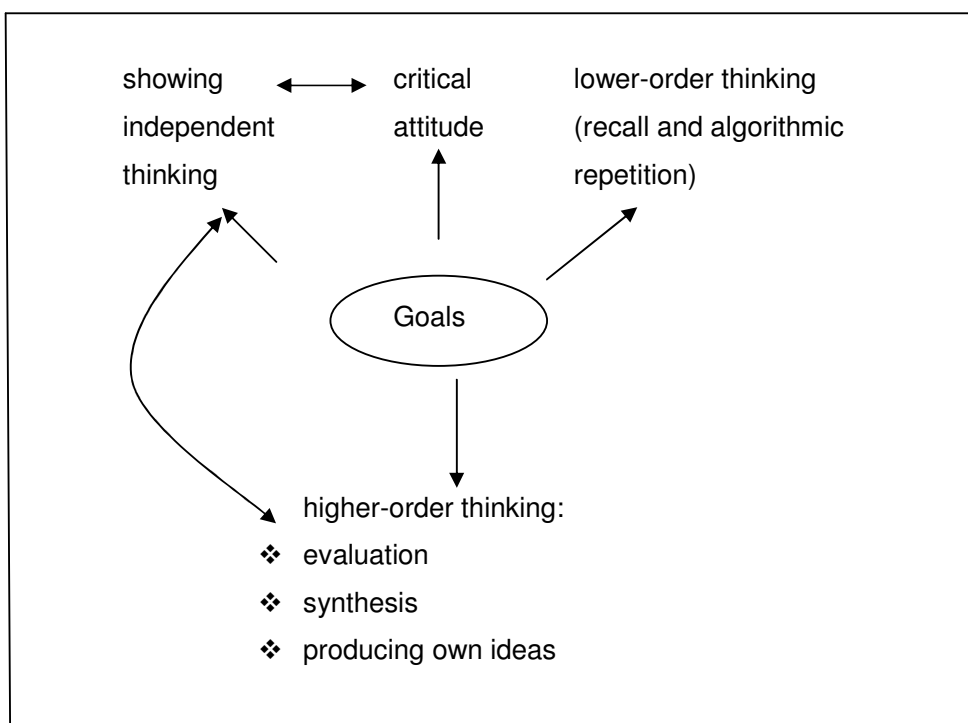 showing
independent
thinking
critical
attitude
lower-order thinking
(recall and algorithmic
repetition)
Goals
higher-order thinking:
❖ evaluation
❖ synthesis
❖ producing own ideas